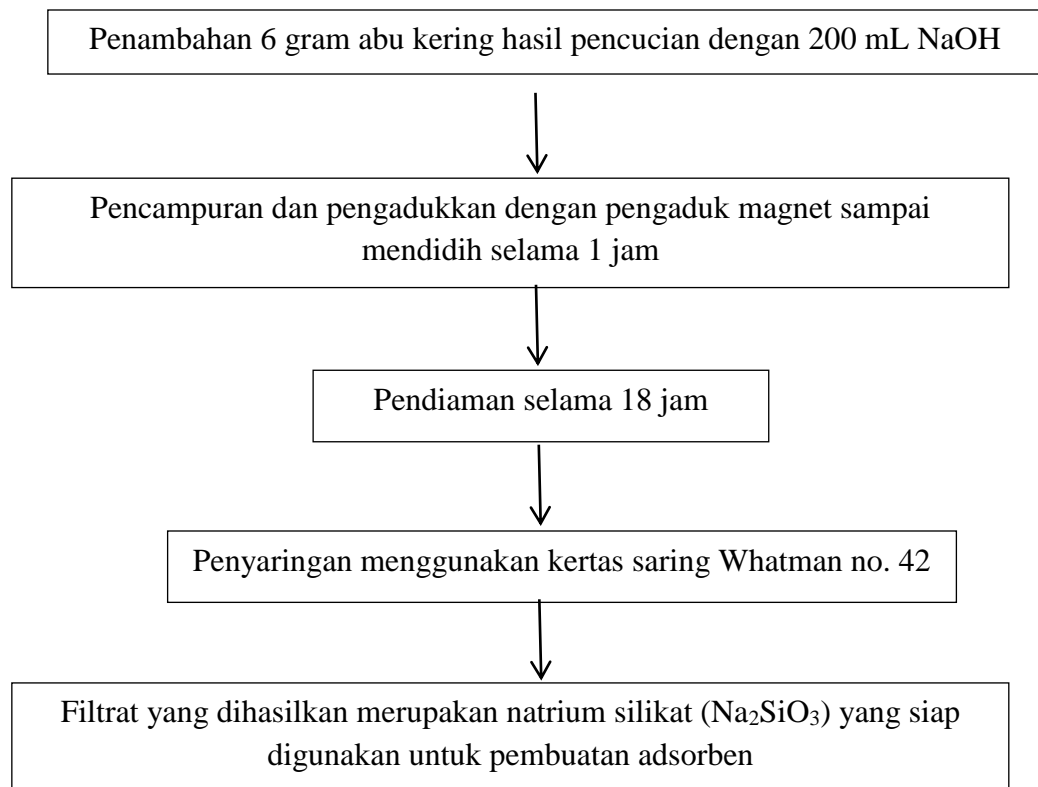 Penambahan 6 gram abu kering hasil pencucian dengan 200 mL NaOH
Pencampuran dan pengadukkan dengan pengaduk magnet sampai
mendidih selama 1 jam
Pendiaman selama 18 jam
Penyaringan menggunakan kertas saring Whatman no. 42
Filtrat yang dihasilkan merupakan natrium silikat (Na₂SiO₃) yang siap
digunakan untuk pembuatan adsorben